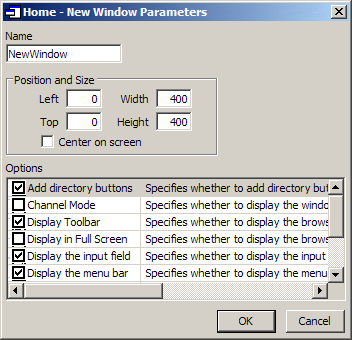 Home - New Window Parameters
Name
NewWindow
Position and Size
Left 0 Width 400
Top 0 Height 400
Center on screen
Options
Add directory buttons Specifies whether to add directory but
Channel Mode Specifies whether to display the windo
Display Toolbar Specifies whether to display the brows
Display in Full Screen Specifies whether to display the brows
Display the input field Specifies whether to display the input
Display the menu bar Specifies whether to display the menu
OK Cancel